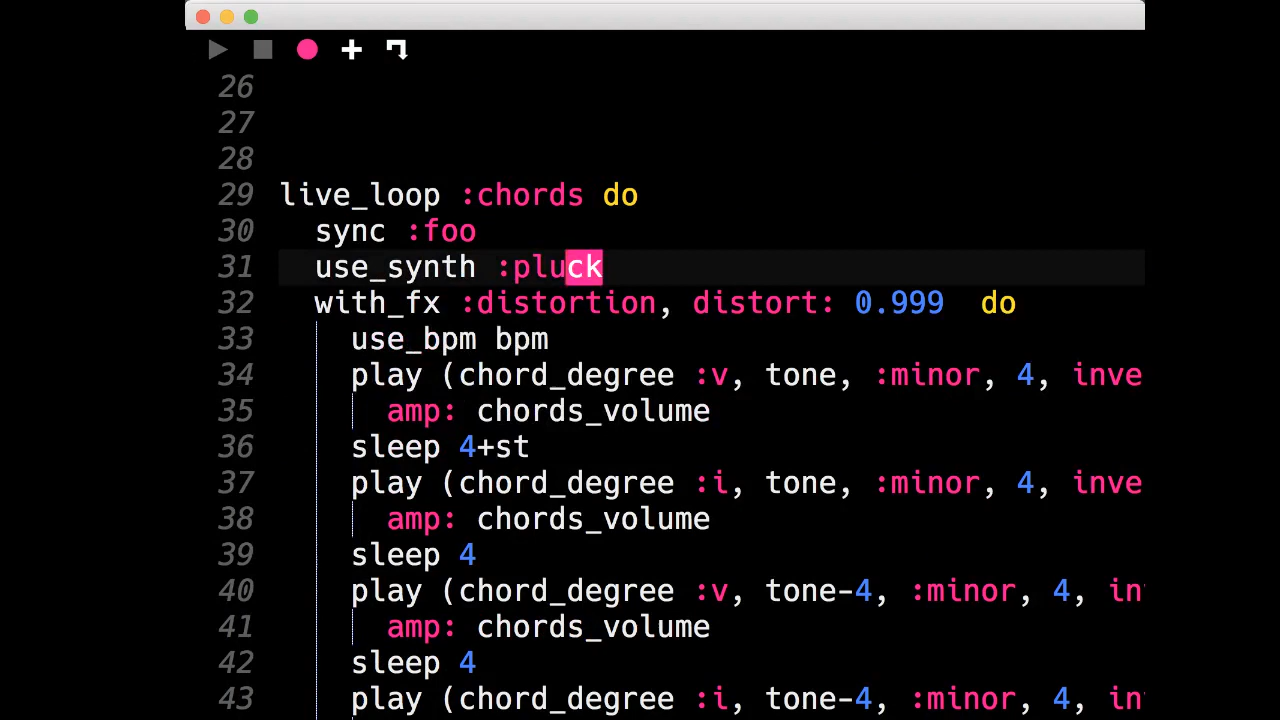 26
27
28
29 live_loop :chords do
30 sync :foo
31 use_synth :pluck
32 with_fx :distortion, distort: 0.999  do
33 use_bpm bpm
34 play (chord_degree :v, tone, :minor, 4, inve
35 amp: chords_volume
36 sleep 4+st
37 play (chord_degree :i, tone, :minor, 4, inve
38 amp: chords_volume
39 sleep 4
40 play (chord_degree :v, tone-4, :minor, 4, in
41 amp: chords_volume
42 sleep 4
43 play (chord_degree :i, tone-4, :minor, 4, in